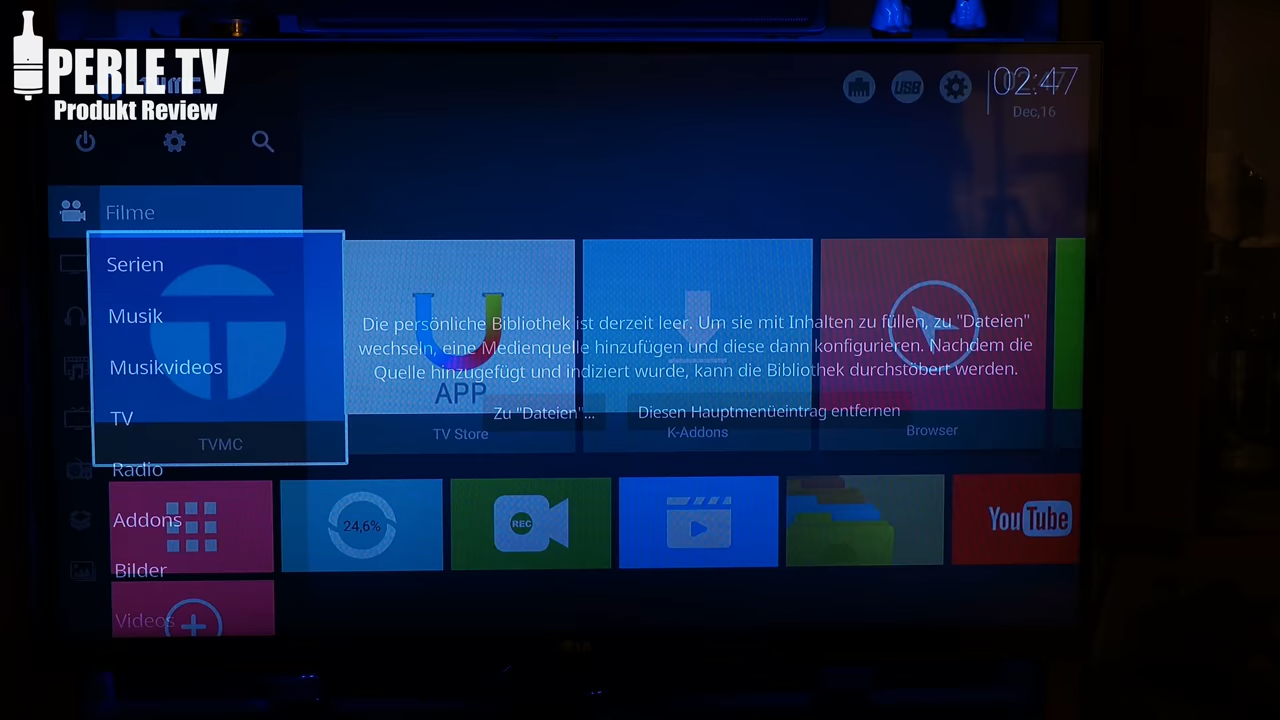 PERLE TV
Produkt Review
USB
02:47
Dec,16
Filme
Serien
Musik
Musikvideos
TV
Radio
Addons
Bilder
Videos
Die persönliche Bibliothek ist derzeit leer. Um sie mit Inhalten zu füllen, zu "Dateien"
wechseln, eine Medienquelle hinzufügen und diese dann konfigurieren. Nachdem die
Quelle hinzugefügt und indiziert wurde, kann die Bibliothek durchstöbert werden.
Zu "Dateien"...
Diesen Hauptmenüeintrag entfernen
APP
TVMC
TV Store
K-Addons
Browser
24,6%
REC
YouTube
LG